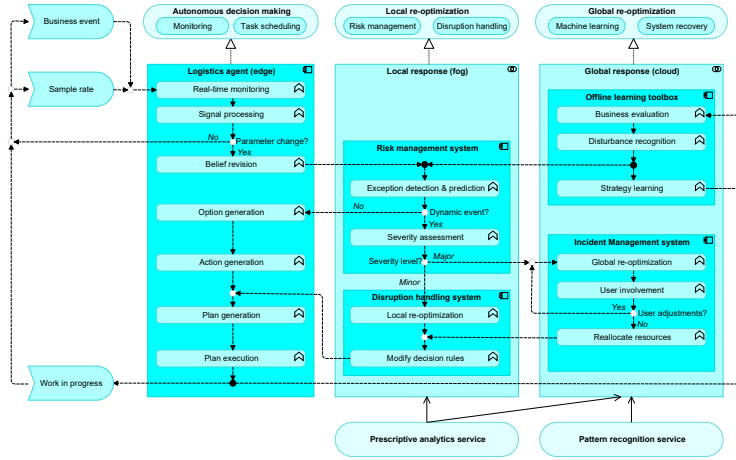 Autonomous decision making
Monitoring
Task scheduling
Local re-optimization
Risk management
Disruption handling
Global re-optimization
Machine learning
System recovery
Business event
Sample rate
Work in progress
Logistics agent (edge)
Real-time monitoring
Signal processing
No
Parameter change?
Yes
Belief revision
Option generation
Action generation
Plan generation
Plan execution
Local response (fog)
Risk management system
Exception detection & prediction
No
Dynamic event?
Yes
Severity assessment
Severity level?
Major
Minor
Disruption handling system
Local re-optimization
Modify decision rules
Global response (cloud)
Offline learning toolbox
Business evaluation
Disturbance recognition
Strategy learning
Incident Management system
Global re-optimization
User involvement
Yes
User adjustments?
No
Reallocate resources
Prescriptive analytics service
Pattern recognition service